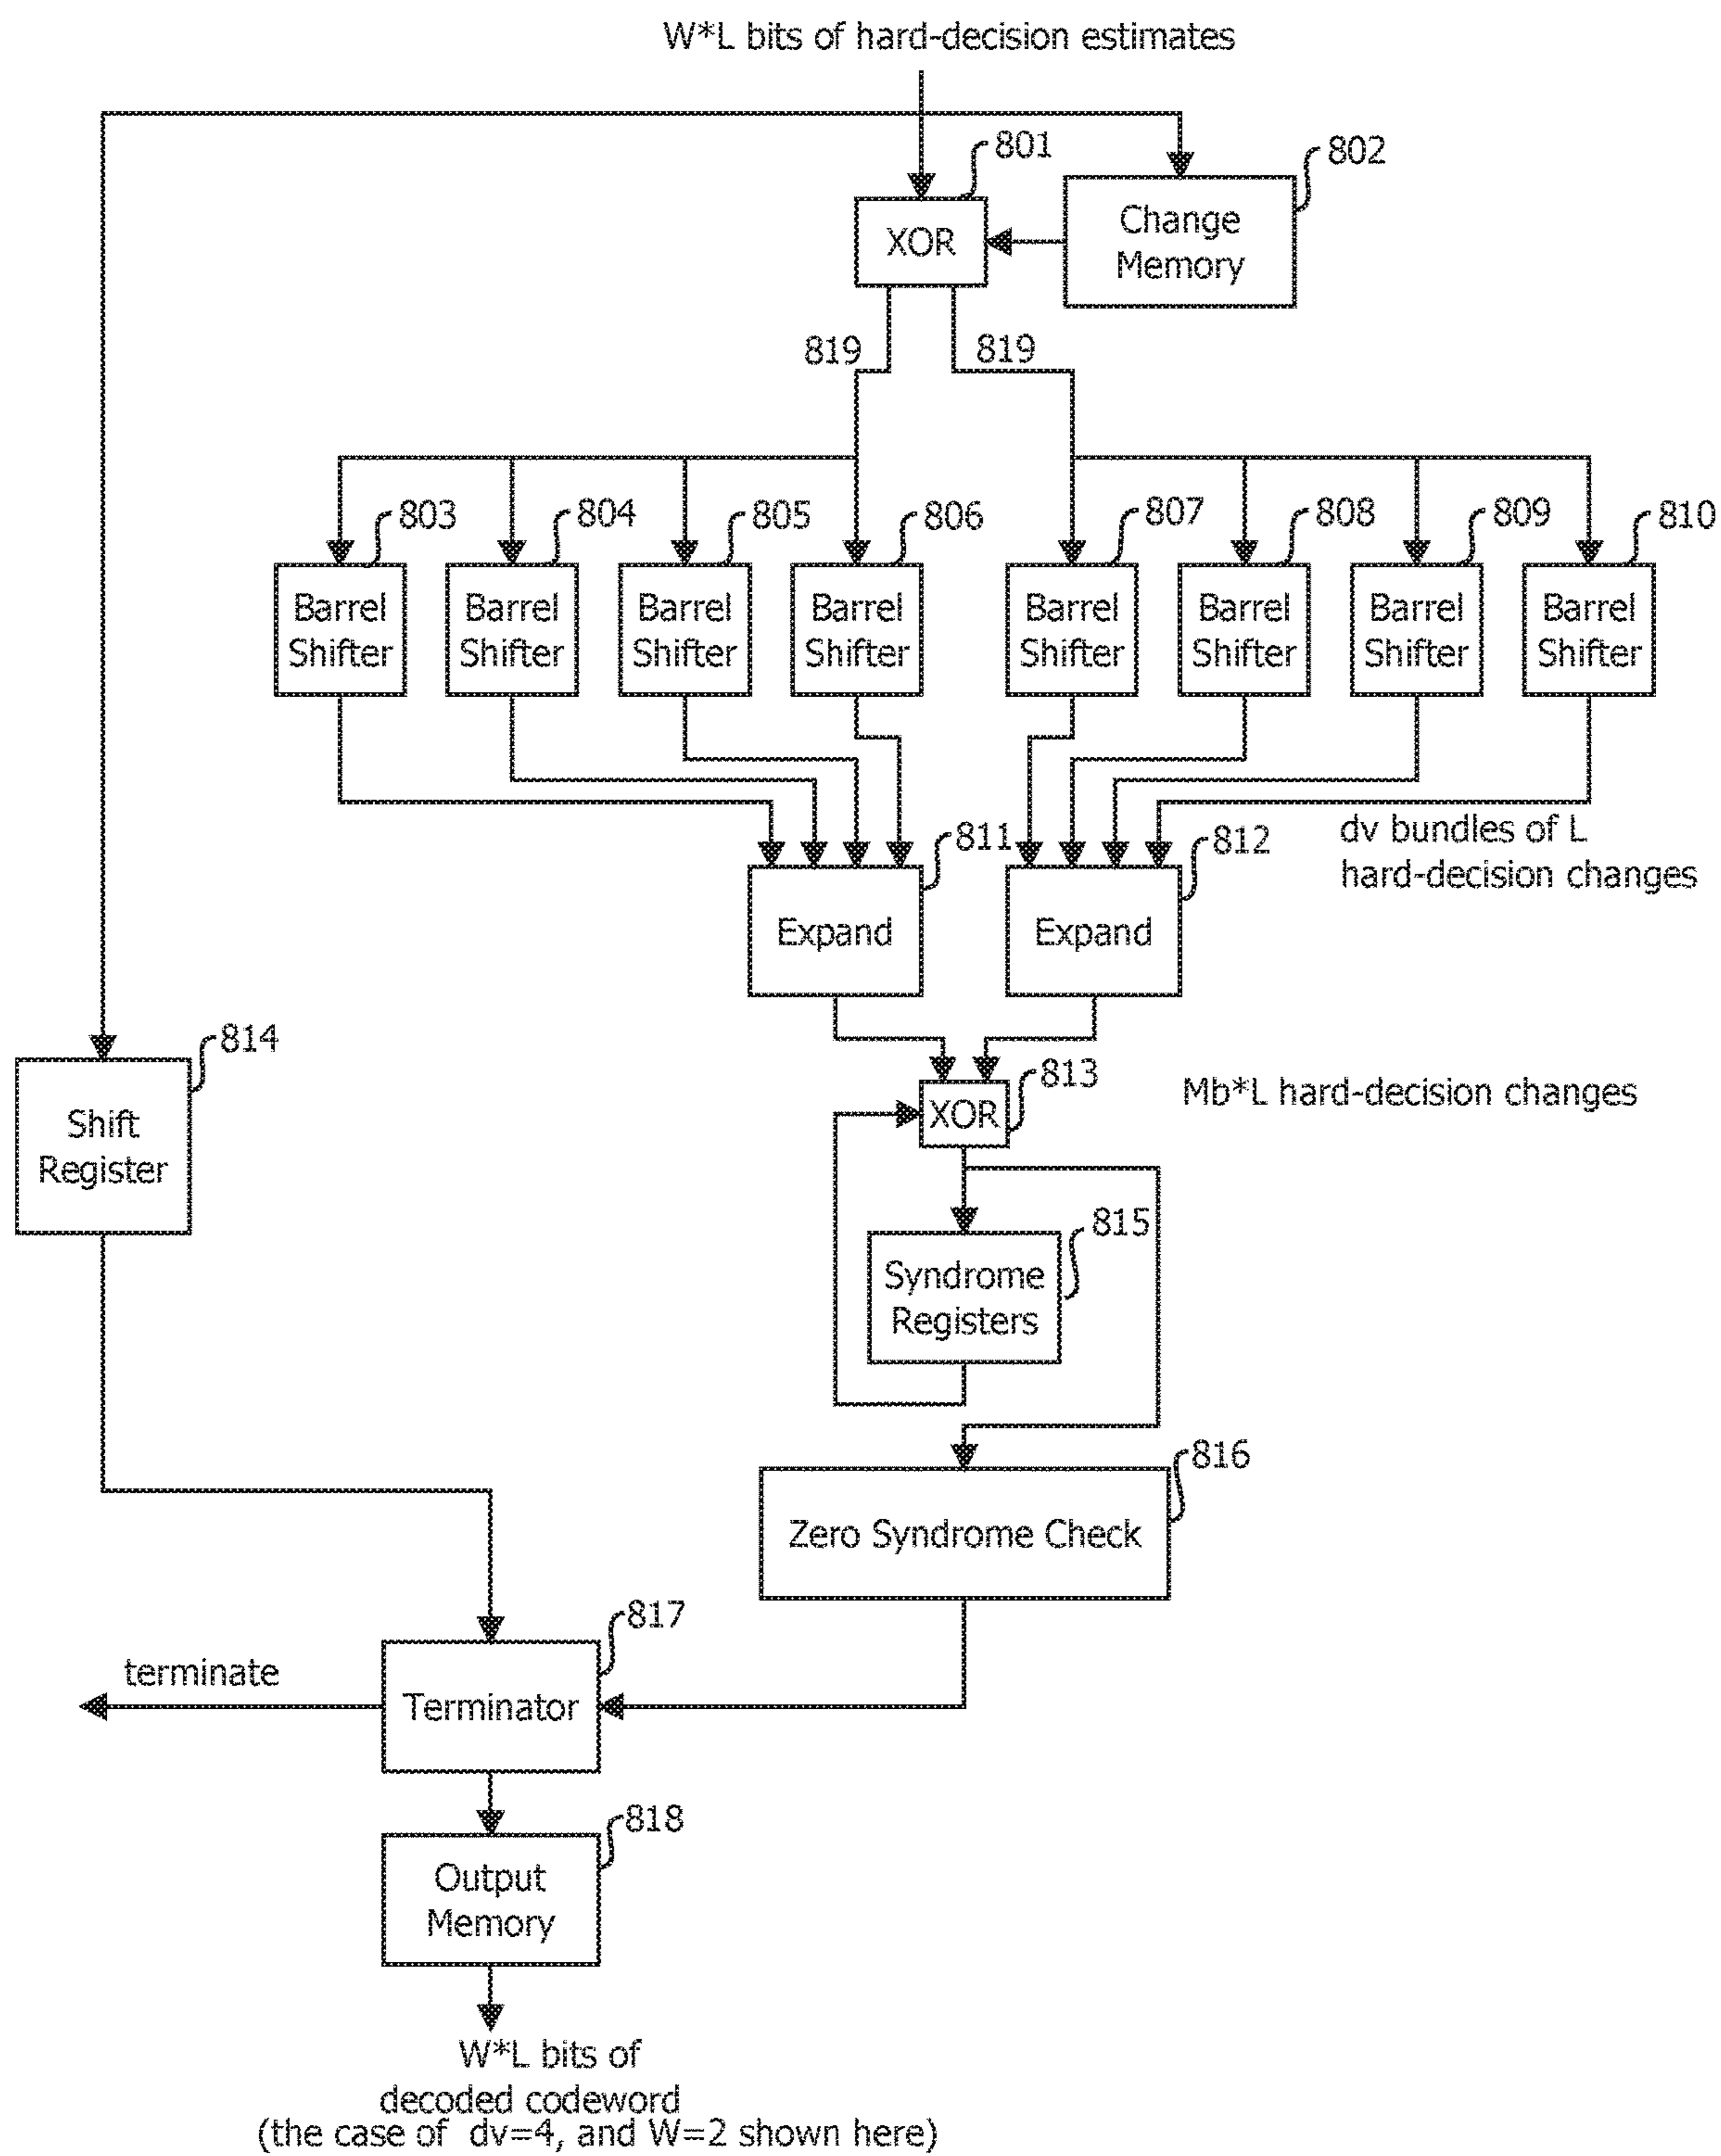 W*L bits of hard-decision estimates
801
802
XOR
Change
Memory
819
819
803
804
805
806
807
808
809
810
Barrel
Shifter
Barrel
Shifter
Barrel
Shifter
Barrel
Shifter
Barrel
Shifter
Barrel
Shifter
Barrel
Shifter
Barrel
Shifter
811
812
dv bundles of L
hard-decision changes
Expand
Expand
814
813
XOR
Mb*L hard-decision changes
Shift
Register
815
Syndrome
Registers
816
Zero Syndrome Check
817
terminate
Terminator
818
Output
Memory
W*L bits of
decoded codeword
(the case of dv=4, and W=2 shown here)